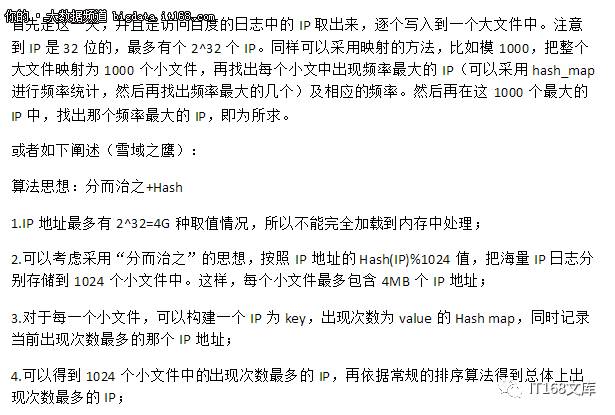 你的·大数据频道 bigdata.it168.com
首先是这一天，并且是访问百度的日志中的 IP 取出来，逐个写入到一个大文件中。注意
到 IP 是 32 位的，最多有个 2^32 个 IP。同样可以采用映射的方法，比如模 1000，把整个
大文件映射为 1000 个小文件，再找出每个小文中出现频率最大的 IP（可以采用 hash_map
进行频率统计，然后再找出频率最大的几个）及相应的频率。然后再在这 1000 个最大的
IP 中，找出那个频率最大的 IP，即为所求。
或者如下阐述（雪域之鹰）：
算法思想：分而治之+Hash
1.IP 地址最多有 2^32=4G 种取值情况，所以不能完全加载到内存中处理；
2.可以考虑采用“分而治之”的思想，按照 IP 地址的 Hash(IP)%1024 值，把海量 IP 日志分
别存储到 1024 个小文件中。这样，每个小文件最多包含 4MB 个 IP 地址；
3.对于每一个小文件，可以构建一个 IP 为 key，出现次数为 value 的 Hash map，同时记录
当前出现次数最多的那个 IP 地址；
4.可以得到 1024 个小文件中的出现次数最多的 IP，再依据常规的排序算法得到总体上出
现次数最多的 IP；
IT168文库